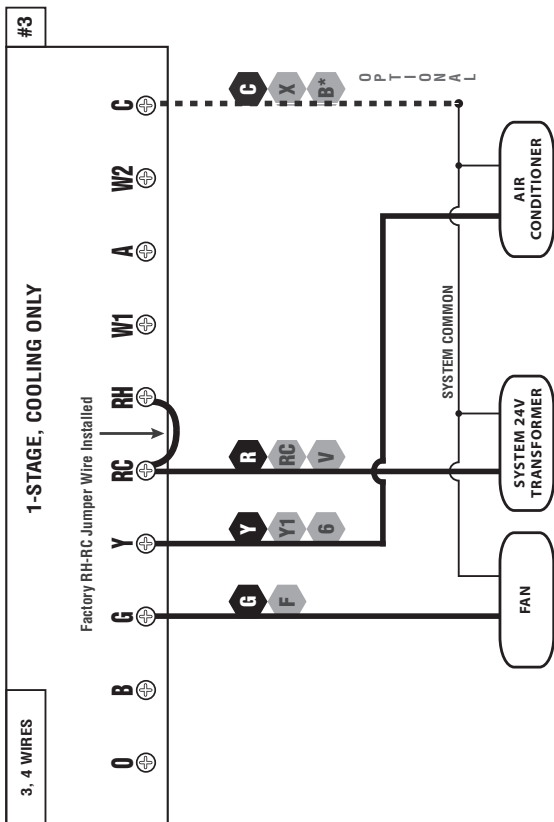 3, 4 WIRES
#3
1-STAGE, COOLING ONLY
Factory RH-RC Jumper Wire Installed
O B G Y RC RH W1 A W2 C
G Y R C
F Y1 RC X
6 V B*
OPTIONAL
SYSTEM COMMON
FAN
SYSTEM 24V
TRANSFORMER
AIR
CONDITIONER